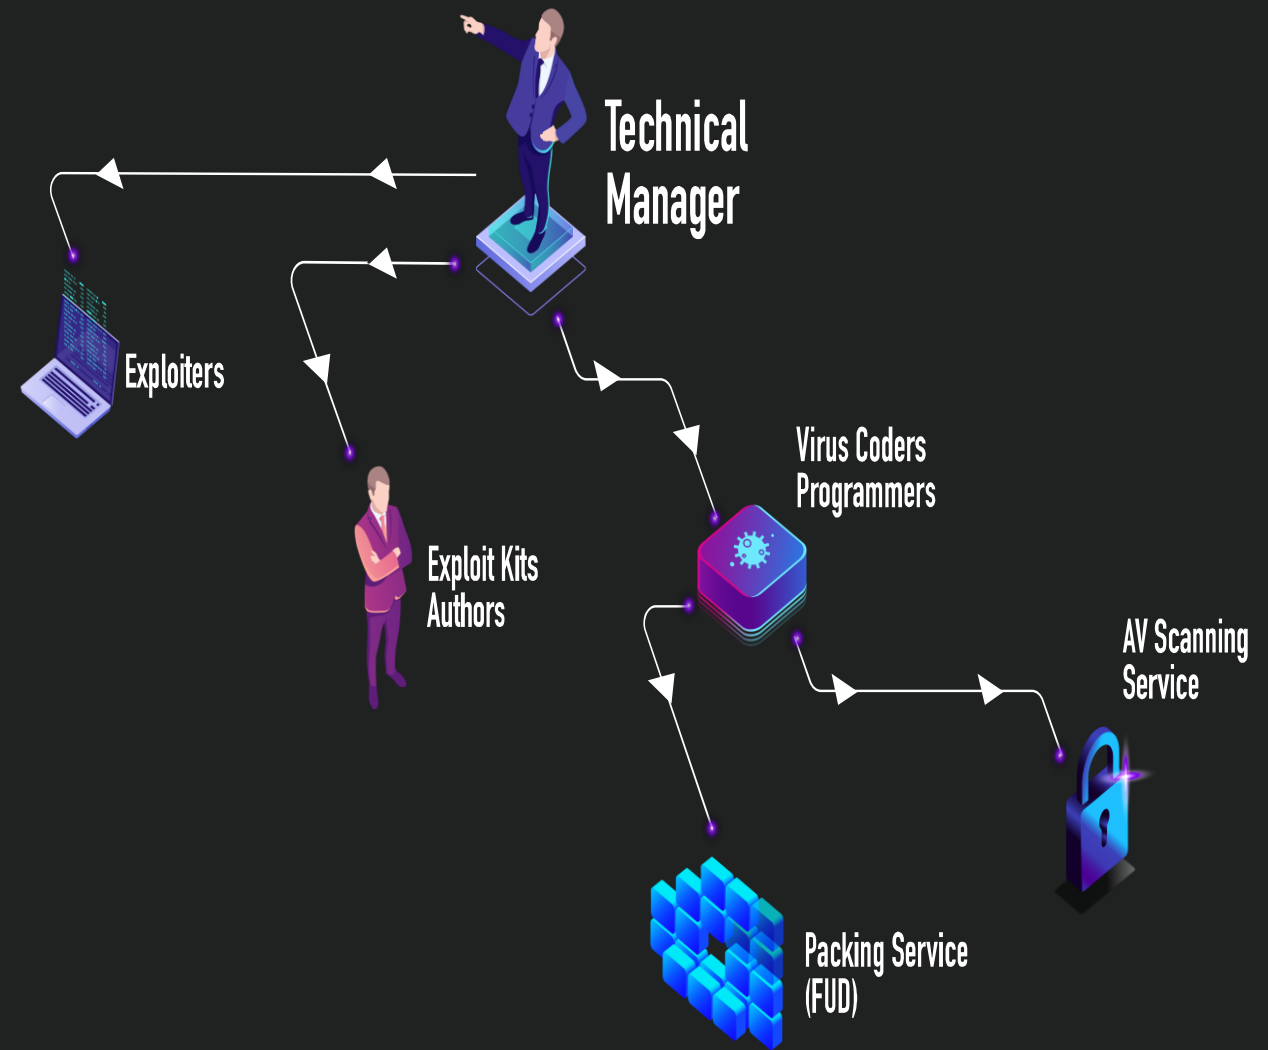 Technical
Manager
Exploiters
Virus Coders
Programmers
Exploit Kits
Authors
AV Scanning
Service
Packing Service
(FUD)